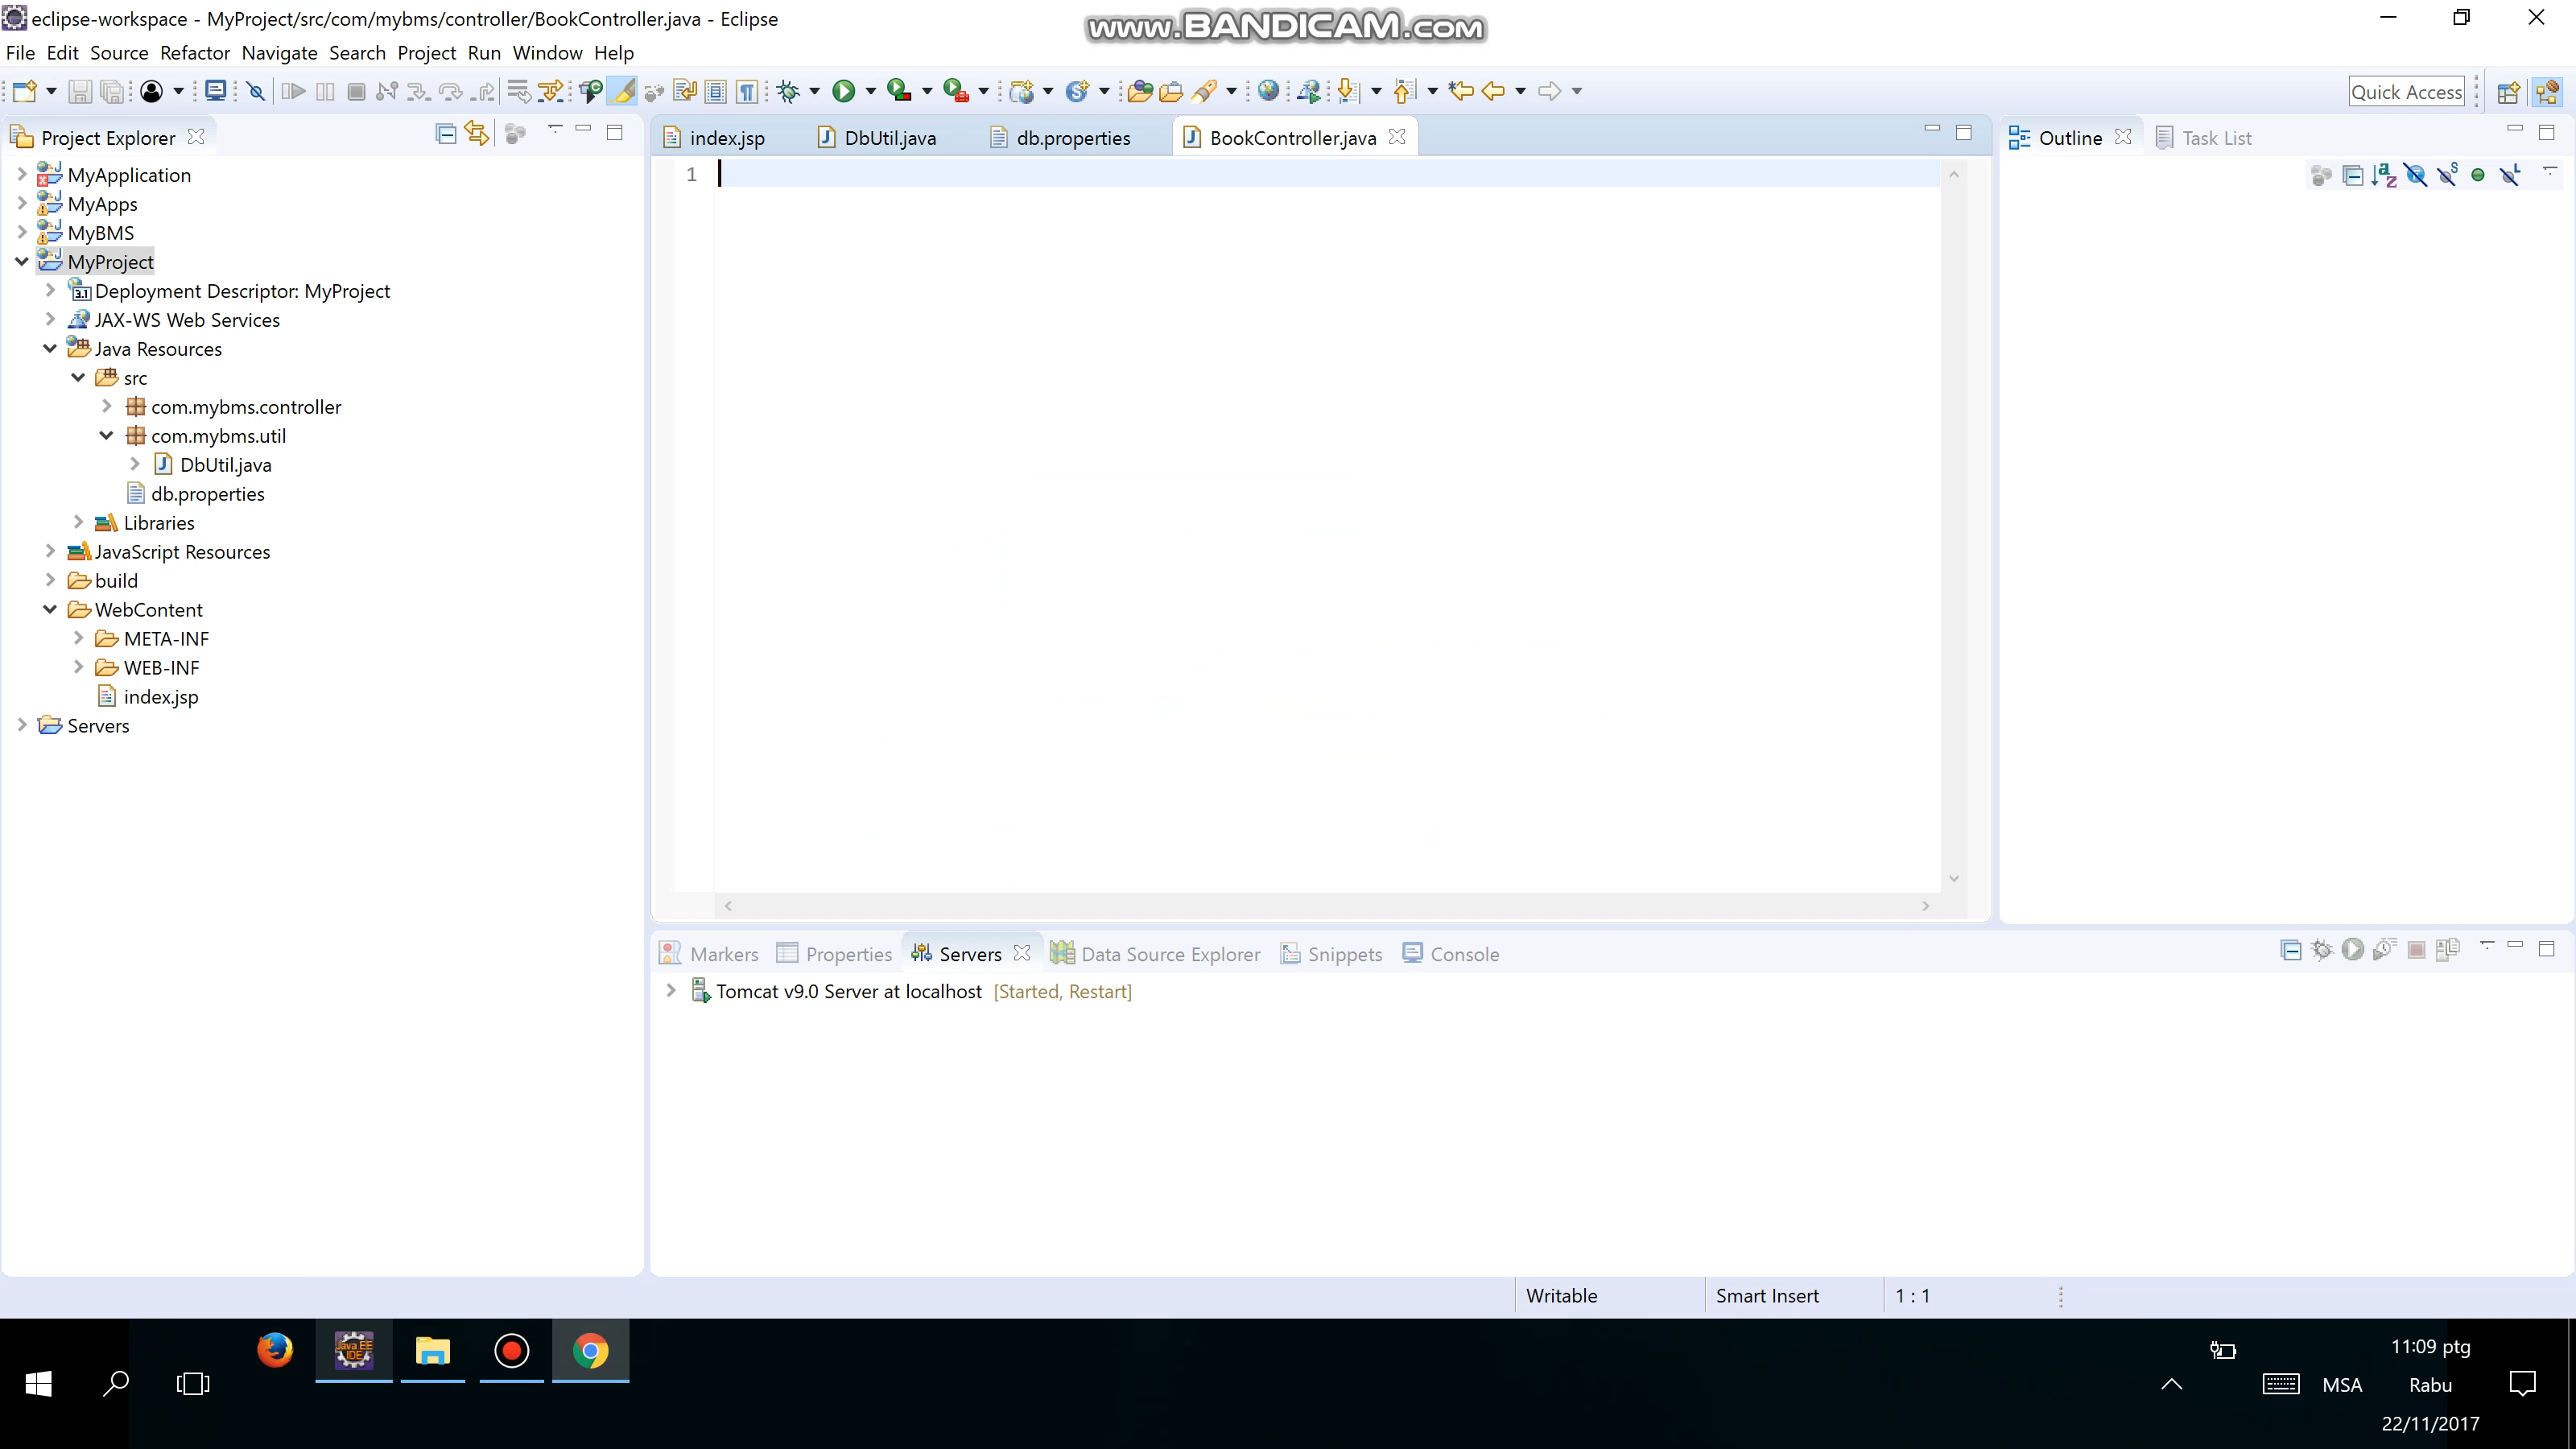 eclipse-workspace - MyProject/src/com/mybms/controller/BookController.java - Eclipse
www.BANDICAM.com
File Edit Source Refactor Navigate Search Project Run Window Help
Quick Access
Project Explorer
MyApplication
MyApps
MyBMS
MyProject
Deployment Descriptor: MyProject
JAX-WS Web Services
Java Resources
src
com.mybms.controller
com.mybms.util
DbUtil.java
db.properties
Libraries
JavaScript Resources
build
WebContent
META-INF
WEB-INF
index.jsp
Servers
index.jsp DbUtil.java db.properties BookController.java
1
Outline Task List
Markers Properties Servers Data Source Explorer Snippets Console
Tomcat v9.0 Server at localhost [Started, Restart]
Writable Smart Insert 1 : 1
Java EE
IDE
MSA
11:09 ptg
Rabu
22/11/2017